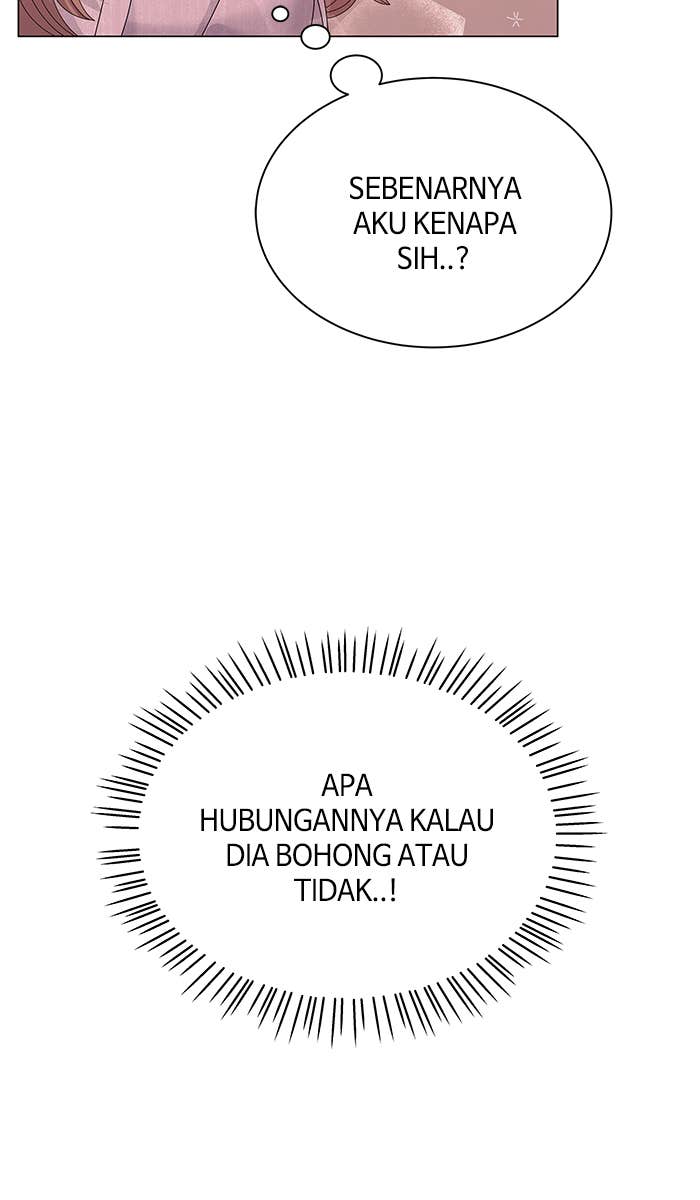 SEBENARNYA
AKU KENAPA
SIH..?
APA
HUBUNGANNYA KALAU
DIA BOHONG ATAU
TIDAK..!